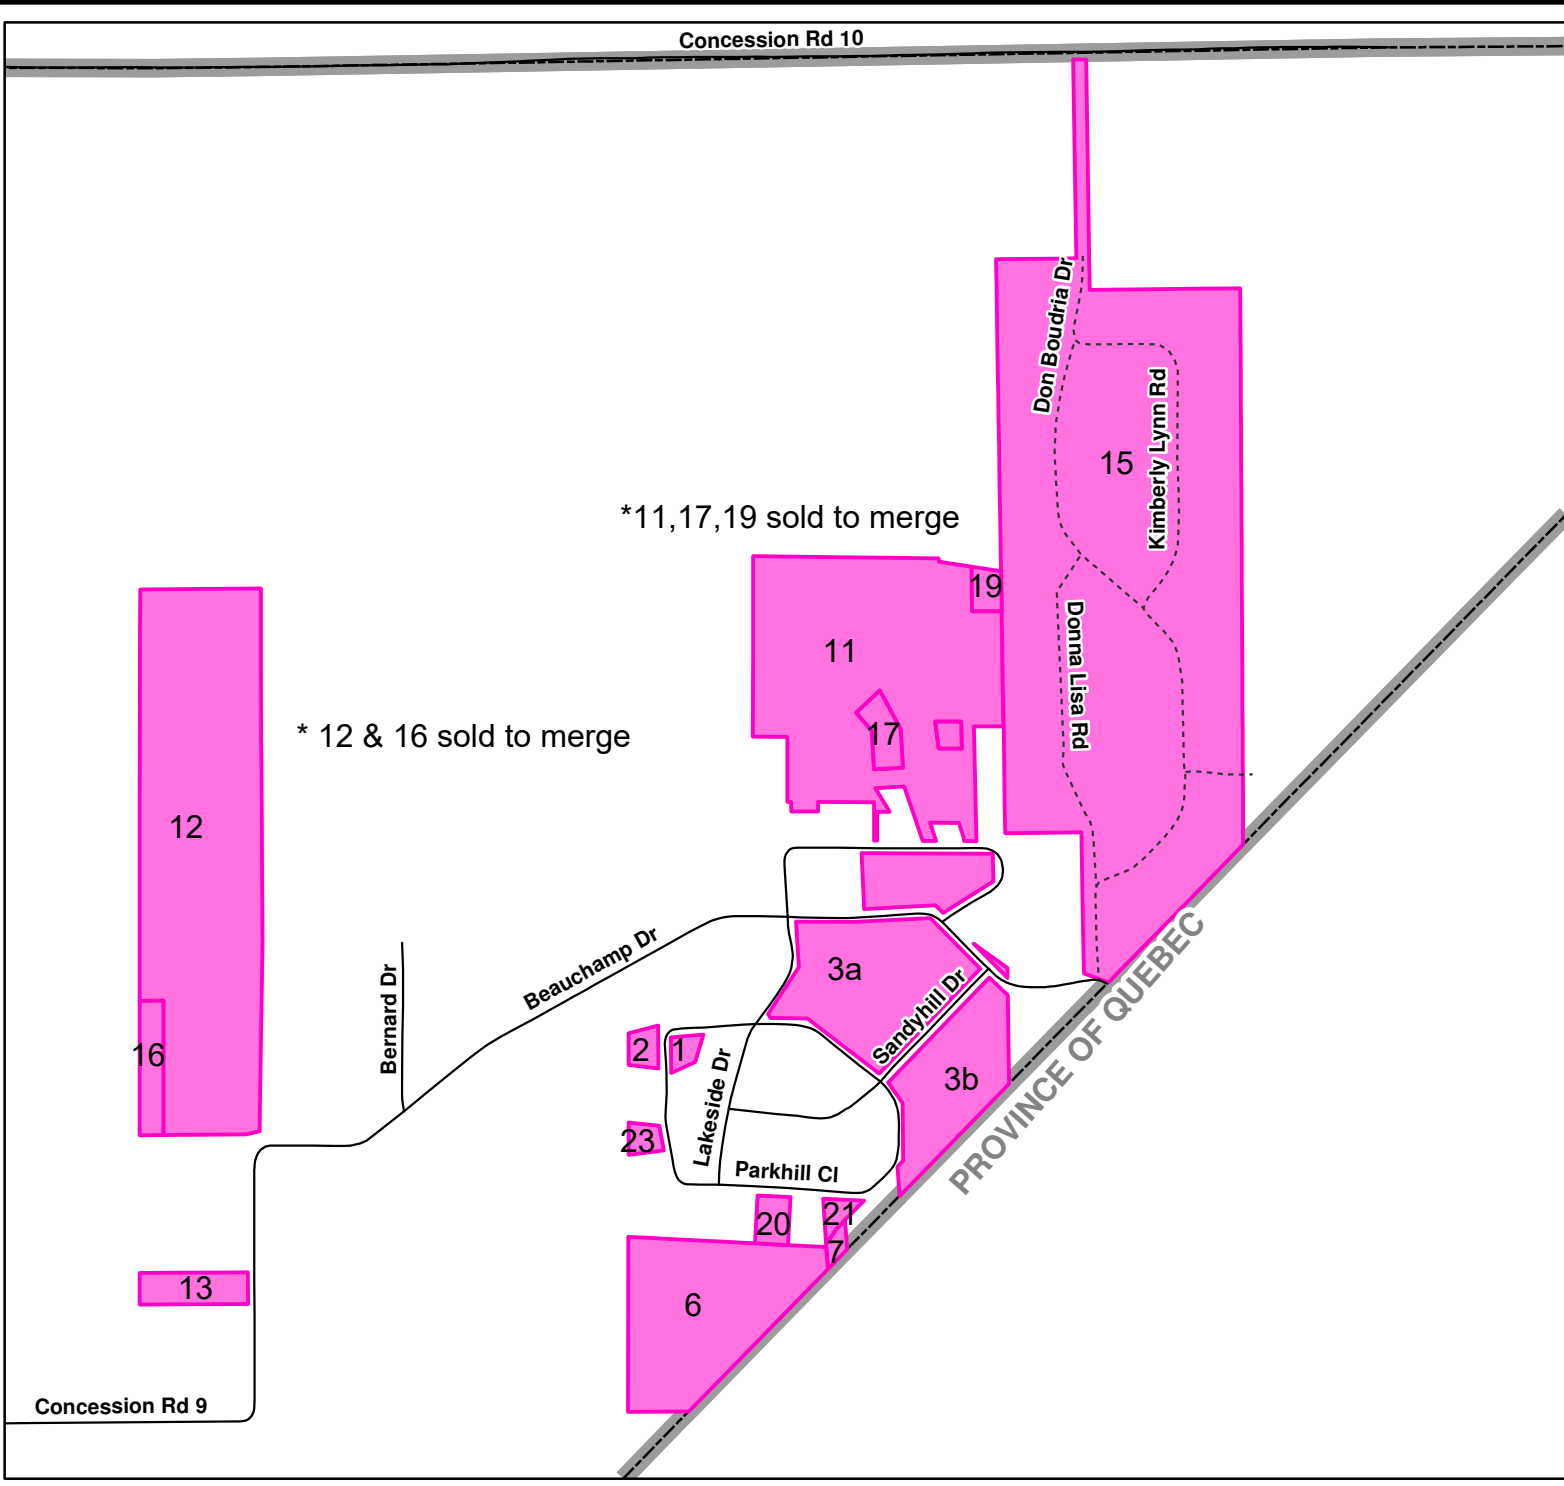 Concession Rd 10
Don Boudria Dr
Kimberly Lynn Rd
15
*11,17,19 sold to merge
19
Donna Lisa Rd
11
17
* 12 & 16 sold to merge
12
Beauchamp Dr
3a
Bernard Dr
Sandyhill Dr
PROVINCE OF QUEBEC
16
2
1
Lakeside Dr
3b
23
Parkhill Cl
20
21
7
13
6
Concession Rd 9